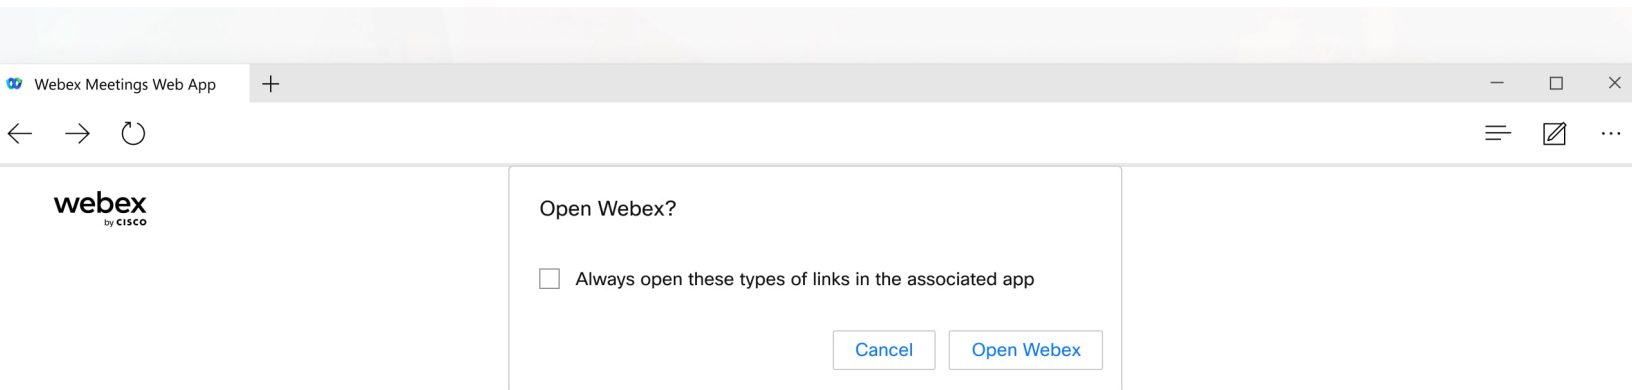 Webex Meetings Web App
webex
by CISCO
Open Webex?
Always open these types of links in the associated app
Cancel
Open Webex